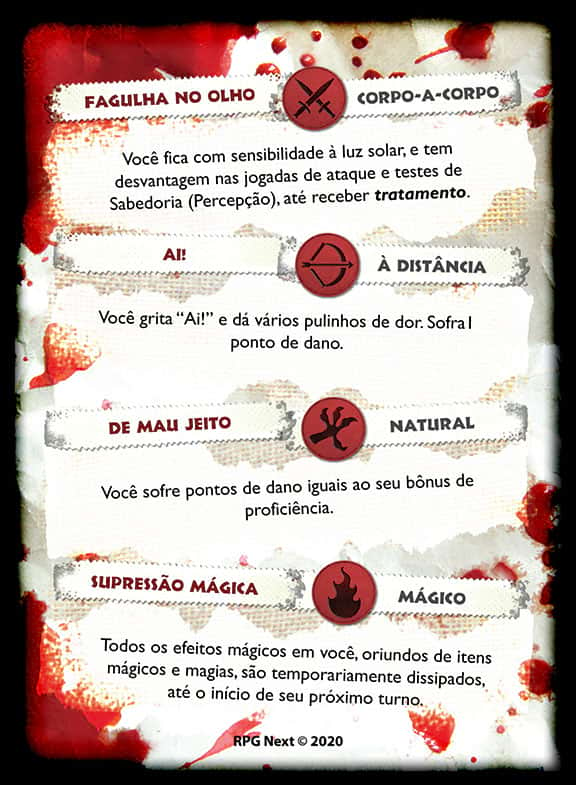 FAGULHA NO OLHO CORPO-A-CORPO
Você fica com sensibilidade à luz solar, e tem
desvantagem nas jogadas de ataque e testes de
Sabedoria (Percepção), até receber tratamento.
AI! À DISTÂNCIA
Você grita “Ai!” e dá vários pulinhos de dor. Sofra1
ponto de dano.
DE MAU JEITO NATURAL
Você sofre pontos de dano iguais ao seu bônus de
proficiência.
SUPRESSÃO MÁGICA MÁGICO
Todos os efeitos mágicos em você, oriundos de itens
mágicos e magias, são temporariamente dissipados,
até o início de seu próximo turno.
RPG Next © 2020